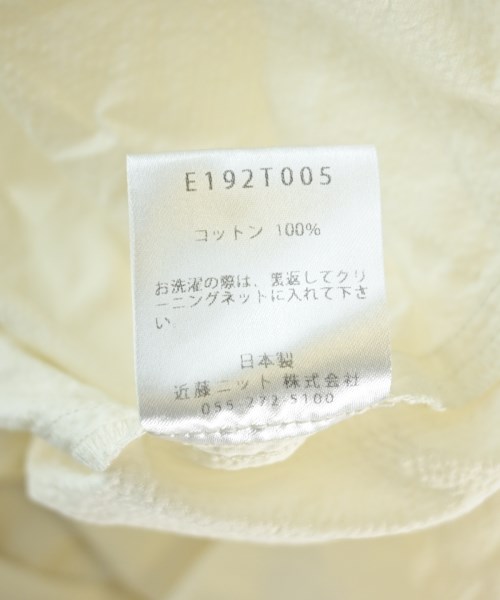 E192T005
コットン 100%
お洗濯の際は、裏返してクリ
ーニングネットに入れて下さ
い
日本製
近藤ニット 株式会社
055 272 5100